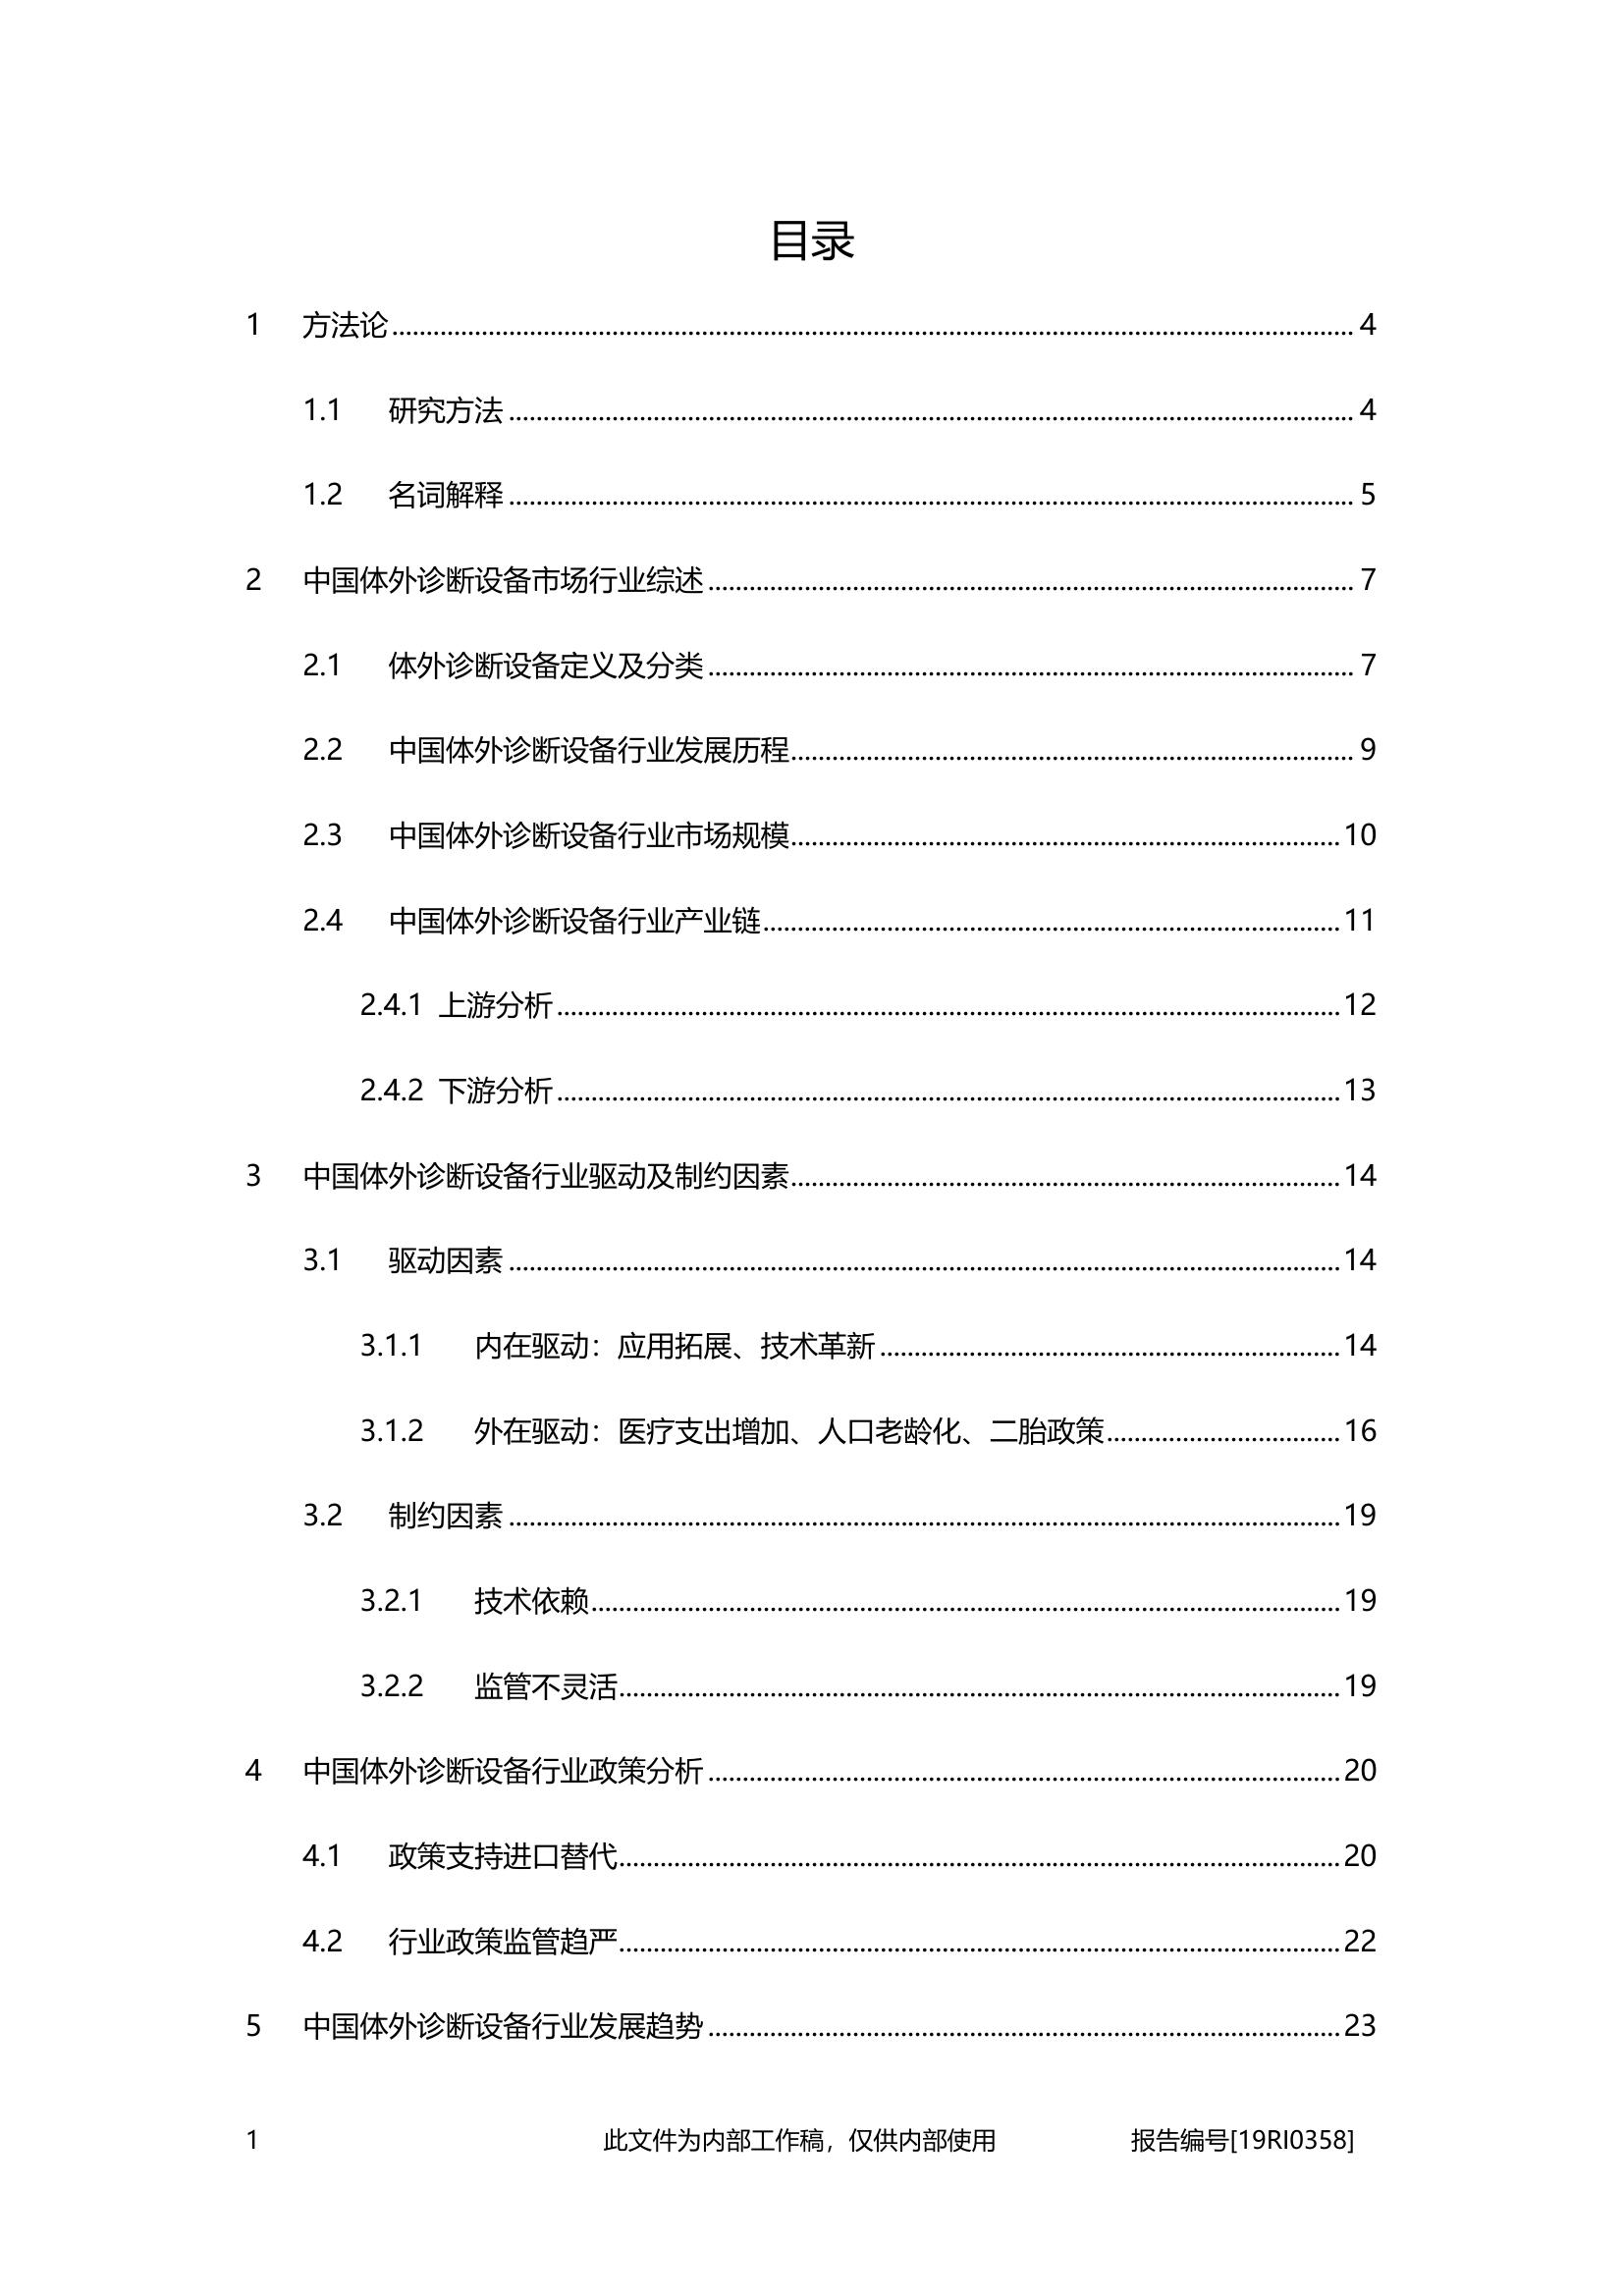 目录
1 方法论 4
1.1 研究方法 4
1.2 名词解释 5
2 中国体外诊断设备市场行业综述 7
2.1 体外诊断设备定义及分类 7
2.2 中国体外诊断设备行业发展历程 9
2.3 中国体外诊断设备行业市场规模 10
2.4 中国体外诊断设备行业产业链 11
2.4.1 上游分析 12
2.4.2 下游分析 13
3 中国体外诊断设备行业驱动及制约因素 14
3.1 驱动因素 14
3.1.1 内在驱动：应用拓展、技术革新 14
3.1.2 外在驱动：医疗支出增加、人口老龄化、二胎政策 16
3.2 制约因素 19
3.2.1 技术依赖 19
3.2.2 监管不灵活 19
4 中国体外诊断设备行业政策分析 20
4.1 政策支持进口替代 20
4.2 行业政策监管趋严 22
5 中国体外诊断设备行业发展趋势 23
1 此文件为内部工作稿，仅供内部使用 报告编号[19RI0358]